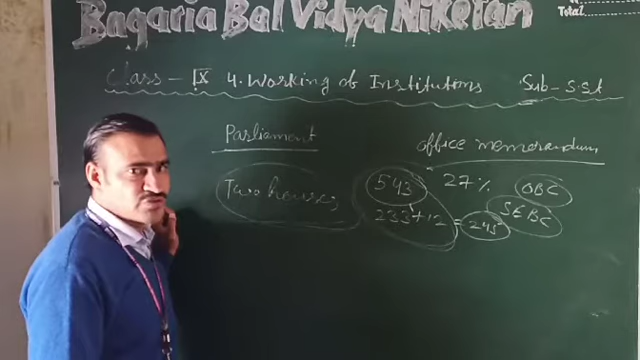 Bagaria Bal Vidya Niketan
Total
Class - IX 4. Working of Institutions Sub - S.St
Parliament
office memorandum
Two houses
543
27% OBC
SEBC
233+12 = 245